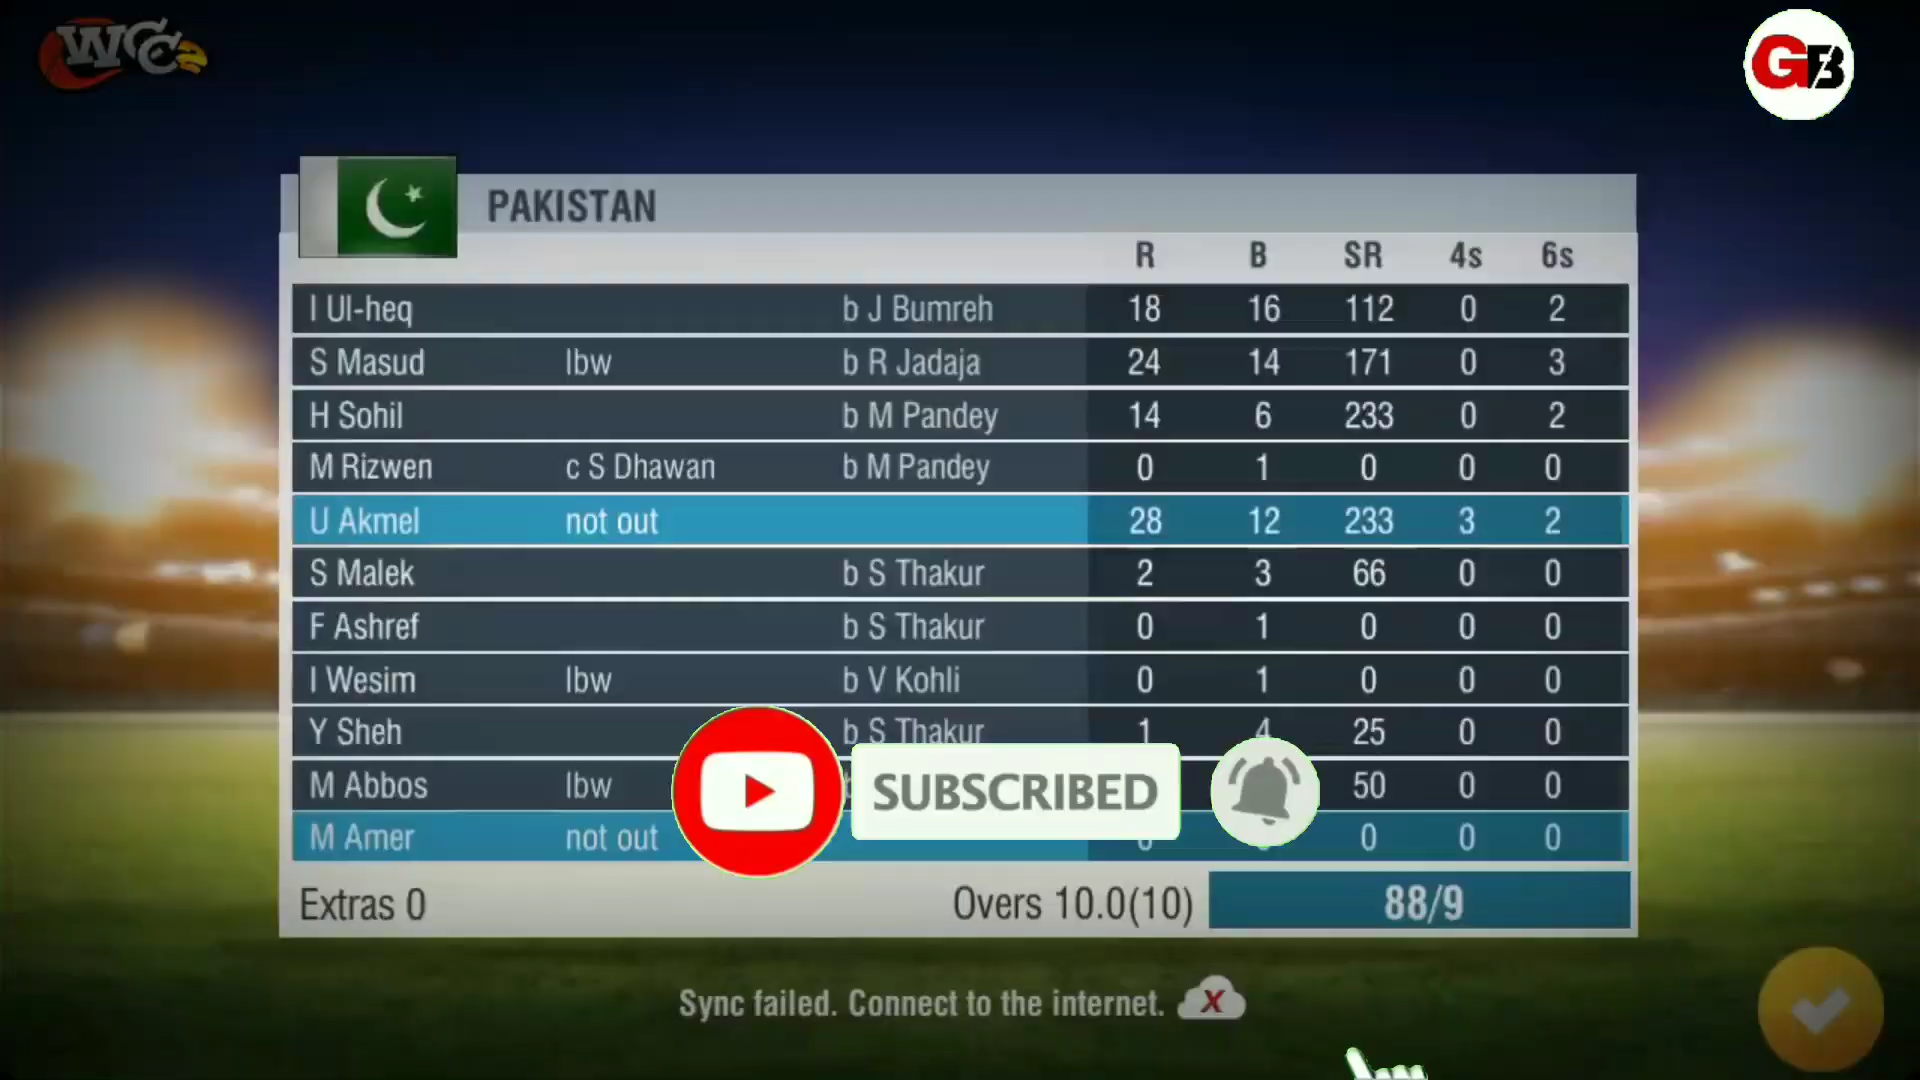 WCC2
GB
PAKISTAN
R B SR 4s 6s
I Ul-heq b J Bumreh 18 16 112 0 2
S Masud lbw b R Jadaja 24 14 171 0 3
H Sohil b M Pandey 14 6 233 0 2
M Rizwen c S Dhawan b M Pandey 0 1 0 0 0
U Akmel not out 28 12 233 3 2
S Malek b S Thakur 2 3 66 0 0
F Ashref b S Thakur 0 1 0 0 0
I Wesim lbw b V Kohli 0 1 0 0 0
Y Sheh b S Thakur 1 4 25 0 0
M Abbos lbw 50 0 0
SUBSCRIBED
M Amer not out 0 0 0
Extras 0 Overs 10.0(10) 88/9
Sync failed. Connect to the internet. X